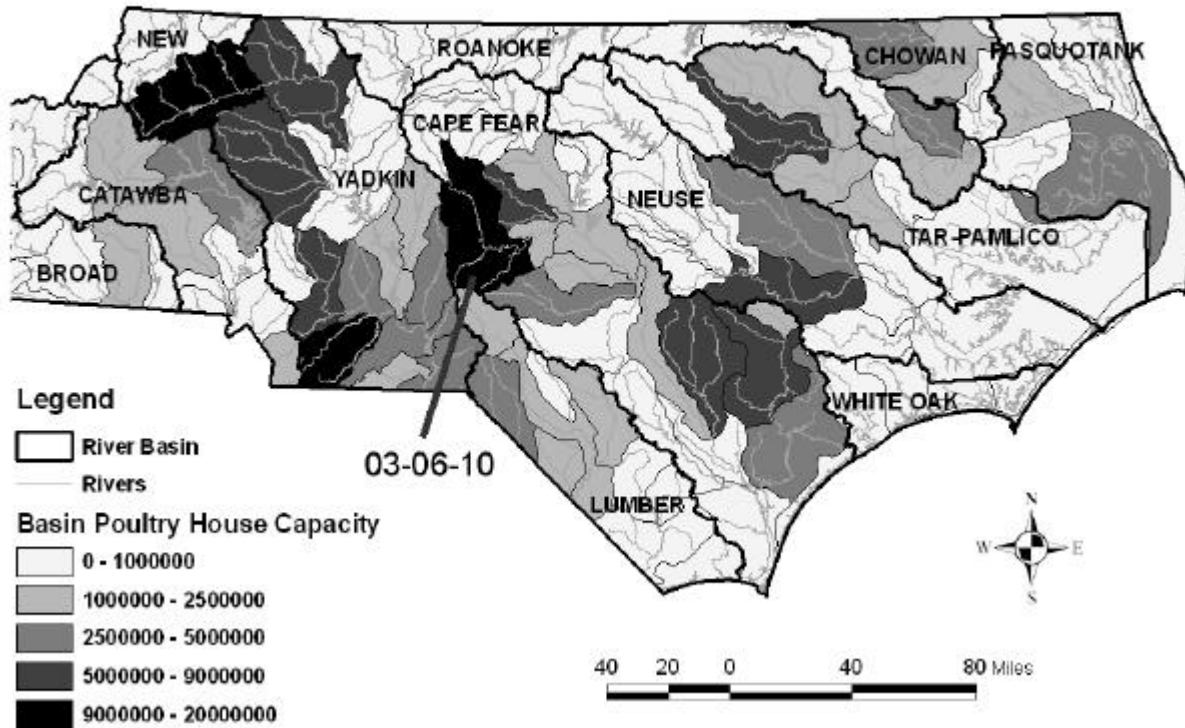 NEW
ROANOKE
CHOWAN
PASQUOTANK
CAPE FEAR
YADKIN
CATAWBA
NEUSE
TAR-PAMLICO
BROAD
WHITE OAK
LUMBER
03-06-10
Legend
River Basin
Rivers
Basin Poultry House Capacity
0 - 1000000
1000000 - 2500000
2500000 - 5000000
5000000 - 9000000
9000000 - 20000000
N
W E
S
40 20 0 40 80 Miles